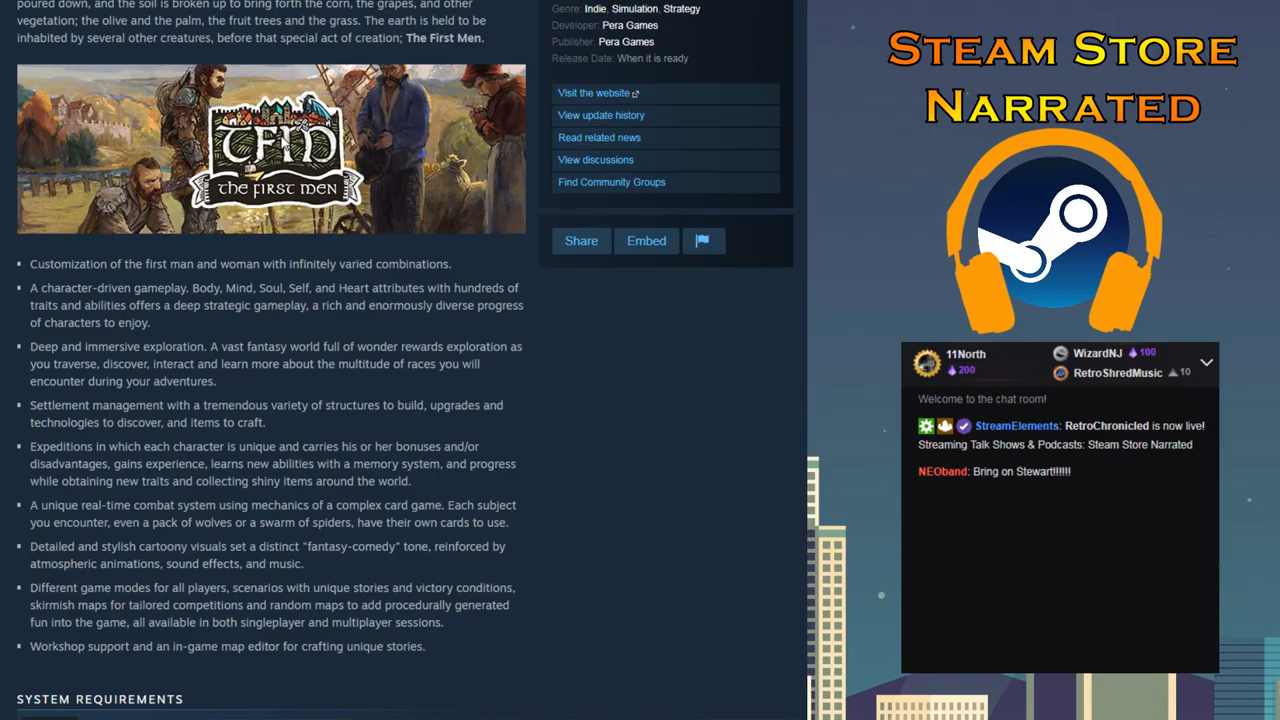 poured down, and the soil is broken up to bring forth the corn, the grapes, and other
vegetation; the olive and the palm, the fruit trees and the grass. The earth is held to be
inhabited by several other creatures, before that special act of creation; The First Men.
TFM
THE FIRST MEN
Customization of the first man and woman with infinitely varied combinations.
A character-driven gameplay. Body, Mind, Soul, Self, and Heart attributes with hundreds of
traits and abilities offers a deep strategic gameplay, a rich and enormously diverse progress
of characters to enjoy.
Deep and immersive exploration. A vast fantasy world full of wonder rewards exploration as
you traverse, discover, interact and learn more about the multitude of races you will
encounter during your adventures.
Settlement management with a tremendous variety of structures to build, upgrades and
technologies to discover, and items to craft.
Expeditions in which each character is unique and carries his or her bonuses and/or
disadvantages, gains experience, learns new abilities with a memory system, and progress
while obtaining new traits and collecting shiny items around the world.
A unique real-time combat system using mechanics of a complex card game. Each subject
you encounter, even a pack of wolves or a swarm of spiders, have their own cards to use.
Detailed and stylish cartoony visuals set a distinct "fantasy-comedy" tone, reinforced by
atmospheric animations, sound effects, and music.
Different game modes for all players, scenarios with unique stories and victory conditions,
skirmish maps for tailored competitions and random maps to add procedurally generated
fun into the game, all available in both singleplayer and multiplayer sessions.
Workshop support and an in-game map editor for crafting unique stories.
SYSTEM REQUIREMENTS
Genre: Indie, Simulation, Strategy
Developer: Pera Games
Publisher: Pera Games
Release Date: When it is ready
Visit the website
View update history
Read related news
View discussions
Find Community Groups
Share
Embed
STEAM STORE
NARRATED
11North
200
WizardNJ 100
RetroShredMusic 10
Welcome to the chat room!
StreamElements: RetroChronicled is now live!
Streaming Talk Shows & Podcasts: Steam Store Narrated
NEOband: Bring on Stewart!!!!!!